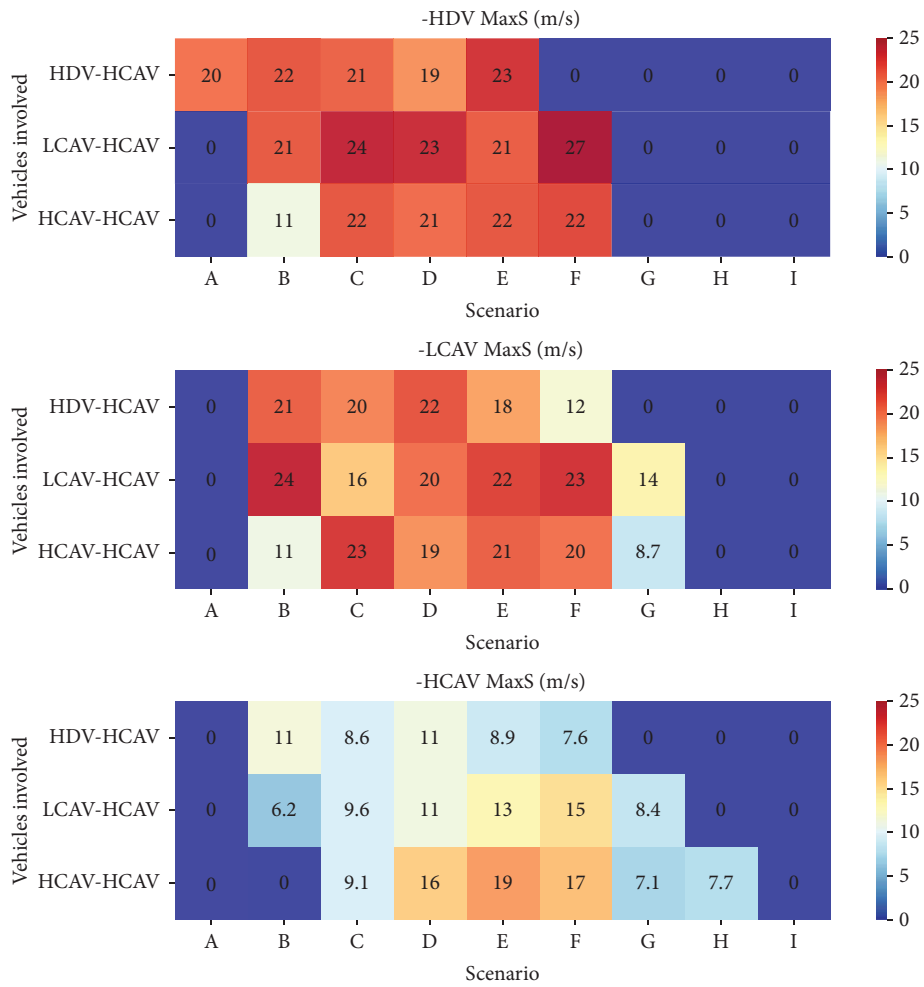 -HDV MaxS (m/s)
Vehicles involved
HDV-HCAV 20 22 21 19 23 0 0 0 0
LCAV-HCAV 0 21 24 23 21 27 0 0 0
HCAV-HCAV 0 11 22 21 22 22 0 0 0
A B C D E F G H I
Scenario
25
20
15
10
5
0
-LCAV MaxS (m/s)
Vehicles involved
HDV-HCAV 0 21 20 22 18 12 0 0 0
LCAV-HCAV 0 24 16 20 22 23 14 0 0
HCAV-HCAV 0 11 23 19 21 20 8.7 0 0
A B C D E F G H I
Scenario
25
20
15
10
5
0
-HCAV MaxS (m/s)
Vehicles involved
HDV-HCAV 0 11 8.6 11 8.9 7.6 0 0 0
LCAV-HCAV 0 6.2 9.6 11 13 15 8.4 0 0
HCAV-HCAV 0 0 9.1 16 19 17 7.1 7.7 0
A B C D E F G H I
Scenario
25
20
15
10
5
0